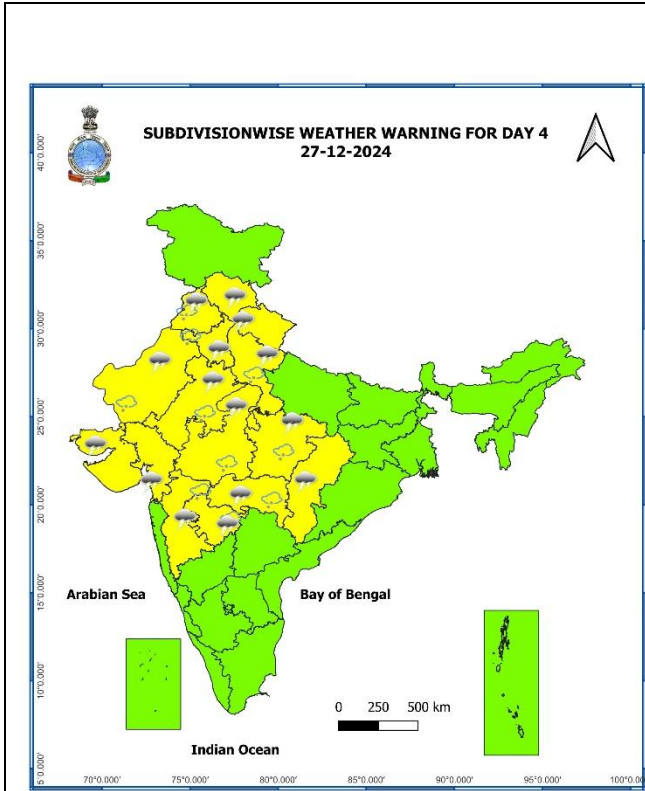 SUBDIVISIONWISE WEATHER WARNING FOR DAY 4
27-12-2024
40°0.000'
35°0.000'
30°0.000'
25°0.000'
20°0.000'
15°0.000'
10°0.000'
5°0.000'
Arabian Sea
Bay of Bengal
0 250 500 km
Indian Ocean
70°0.000' 75°0.000' 80°0.000' 85°0.000' 90°0.000' 95°0.000' 100°0.000'